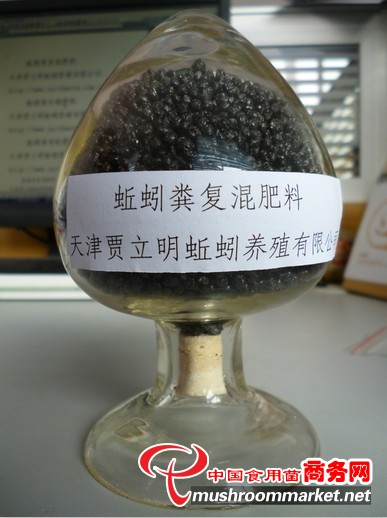 蚯蚓粪复混肥料
天津贾立明蚯蚓养殖有限公司
中国食用菌商务网
mushroommarket.net